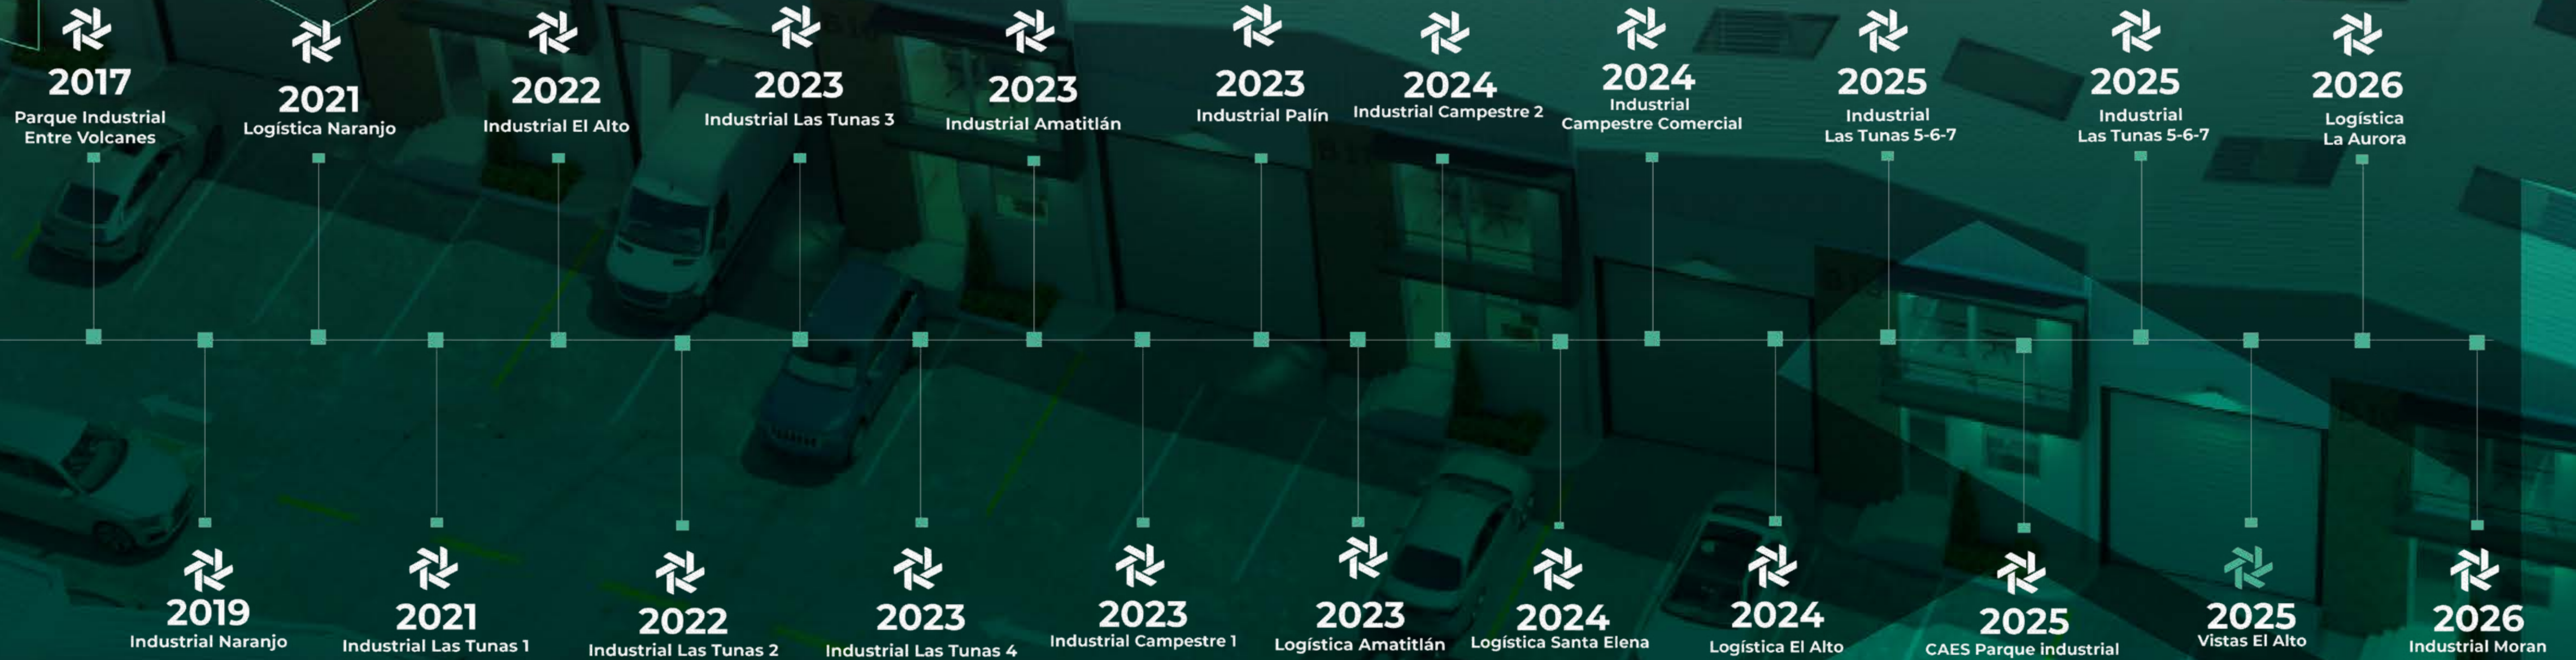 2017
Parque Industrial
Entre Volcanes
2019
Industrial Naranjo
2021
Logística Naranjo
2021
Industrial Las Tunas 1
2022
Industrial El Alto
2022
Industrial Las Tunas 2
2023
Industrial Las Tunas 3
2023
Industrial Las Tunas 4
2023
Industrial Amatitlán
2023
Industrial Campestre 1
2023
Industrial Palín
2023
Logística Amatitlán
2024
Industrial Campestre 2
2024
Logística Santa Elena
2024
Industrial
Campestre Comercial
2024
Logística El Alto
2025
Industrial
Las Tunas 5-6-7
2025
CAES Parque industrial
2025
Industrial
Las Tunas 5-6-7
2025
Vistas El Alto
2026
Logística
La Aurora
2026
Industrial Moran